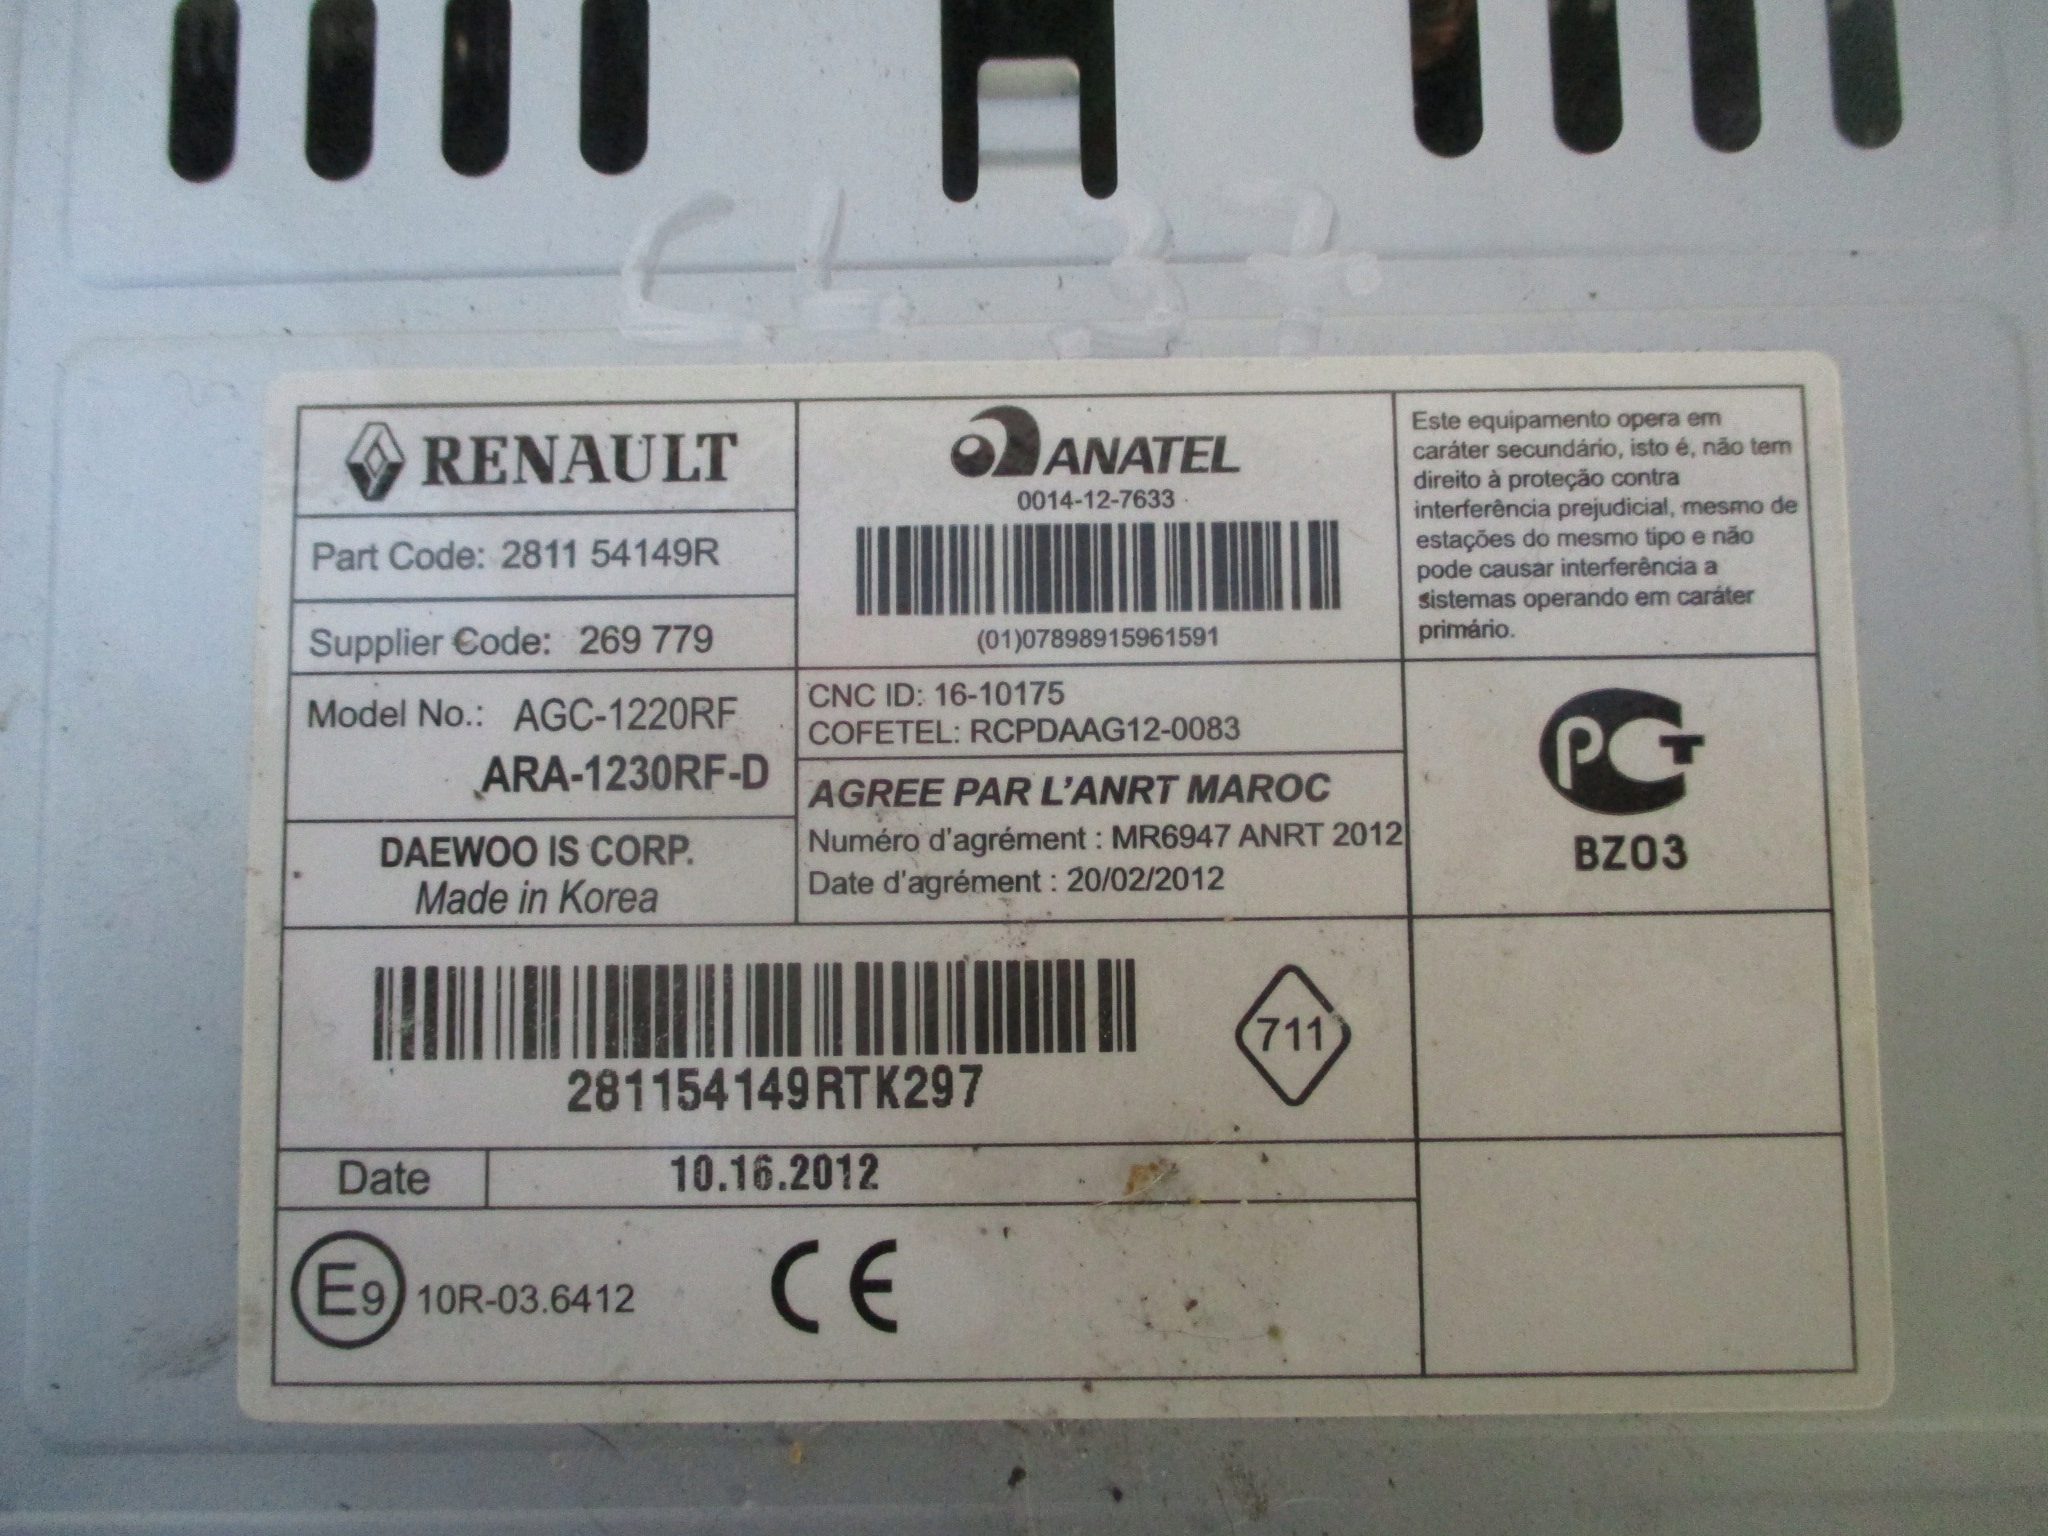 CL 37
RENAULT
Part Code: 2811 54149R
Supplier Code: 269 779
Model No.: AGC-1220RF
ARA-1230RF-D
DAEWOO IS CORP.
Made in Korea
ANATEL
0014-12-7633
(01)07898915961591
CNC ID: 16-10175
COFETEL: RCPDAAG12-0083
AGREE PAR L'ANRT MAROC
Numéro d'agrément : MR6947 ANRT 2012
Date d'agrément : 20/02/2012
Este equipamento opera em
caráter secundário, isto é, não tem
direito à proteção contra
interferência prejudicial, mesmo de
estações do mesmo tipo e não
pode causar interferência a
sistemas operando em caráter
primário.
РСТ
BZ03
281154149RTK297
711
Date 10.16.2012
E9 10R-03.6412
CE